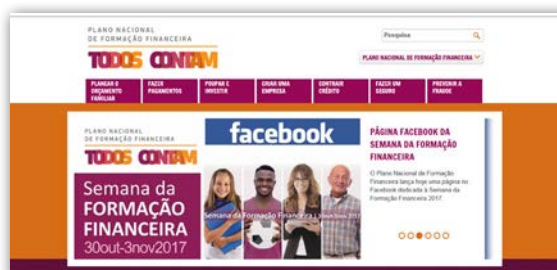 PLANO NACIONAL
DE FORMAÇÃO FINANCEIRA
TODOS CONTAM
Pesquisa
PLANO NACIONAL DE FORMAÇÃO FINANCEIRA
PLANEAR O ORÇAMENTO FAMILIAR
FAZER PAGAMENTOS
POUPAR E INVESTIR
CRIAR UMA EMPRESA
CONTRAIR CRÉDITO
FAZER UM SEGURO
PREVENIR A FRAUDE
PLANO NACIONAL
DE FORMAÇÃO FINANCEIRA
TODOS CONTAM
Semana da
FORMAÇÃO
FINANCEIRA
30out-3nov2017
facebook
Semana da Formação Financeira | 30out-3nov 2017
PÁGINA FACEBOOK DA
SEMANA DA FORMAÇÃO
FINANCEIRA
O Plano Nacional de Formação
Financeira lança hoje uma página no
Facebook dedicada à Semana da
Formação Financeira 2017